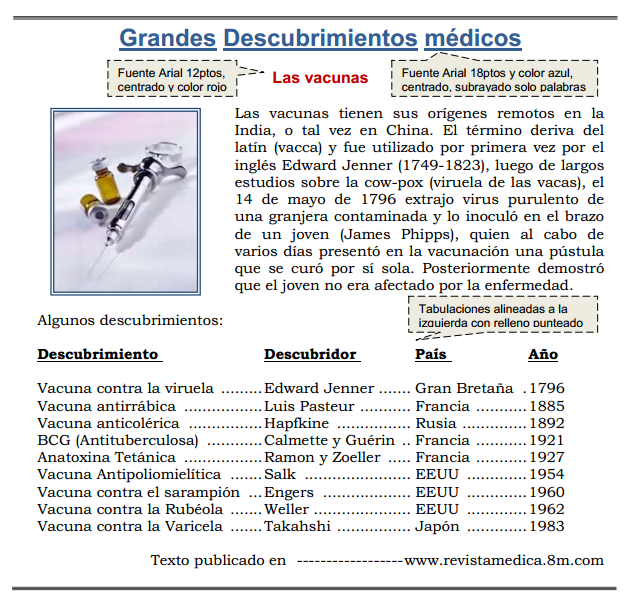 Grandes Descubrimientos médicos
Fuente Arial 12ptos,
centrado y color rojo
Las vacunas
Fuente Arial 18ptos y color azul,
centrado, subrayado solo palabras
Las vacunas tienen sus orígenes remotos en la
India, o tal vez en China. El término deriva del
latín (vacca) y fue utilizado por primera vez por el
inglés Edward Jenner (1749-1823), luego de largos
estudios sobre la cow-pox (viruela de las vacas), el
14 de mayo de 1796 extrajo virus purulento de
una granjera contaminada y lo inoculó en el brazo
de un joven (James Phipps), quien al cabo de
varios días presentó en la vacunación una pústula
que se curó por sí sola. Posteriormente demostró
que el joven no era afectado por la enfermedad.
Tabulaciones alineadas a la
izquierda con relleno punteado
Algunos descubrimientos:
Descubrimiento Descubridor País Año
Vacuna contra la viruela ......... Edward Jenner ....... Gran Bretaña . 1796
Vacuna antirrábica ................. Luis Pasteur ........... Francia ........... 1885
Vacuna anticolérica ................ Hapfkine ................ Rusia .............. 1892
BCG (Antituberculosa) ............ Calmette y Guérin .. Francia ........... 1921
Anatoxina Tetánica ................. Ramon y Zoeller ..... Francia ........... 1927
Vacuna Antipoliomielítica ....... Salk ....................... EEUU ............. 1954
Vacuna contra el sarampión ... Engers ................... EEUU ............. 1960
Vacuna contra la Rubéola ....... Weller ..................... EEUU ............. 1962
Vacuna contra la Varicela ....... Takahshi ................. Japón .............. 1983
Texto publicado en ------------------www.revistamedica.8m.com